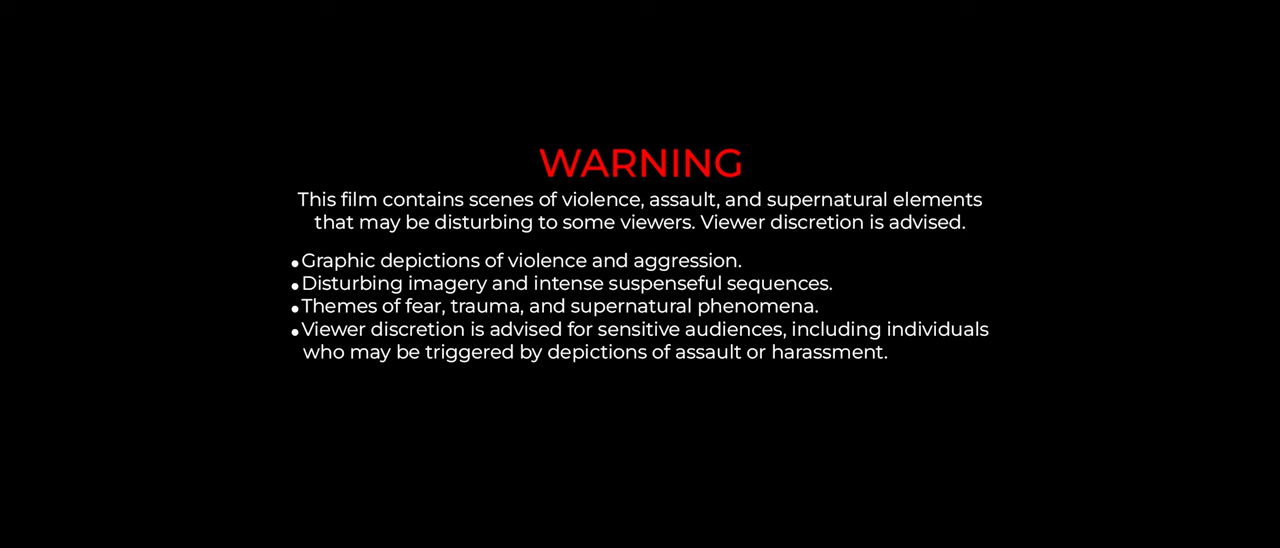 WARNING
This film contains scenes of violence, assault, and supernatural elements
that may be disturbing to some viewers. Viewer discretion is advised.
•Graphic depictions of violence and aggression.
•Disturbing imagery and intense suspenseful sequences.
•Themes of fear, trauma, and supernatural phenomena.
•Viewer discretion is advised for sensitive audiences, including individuals
who may be triggered by depictions of assault or harassment.